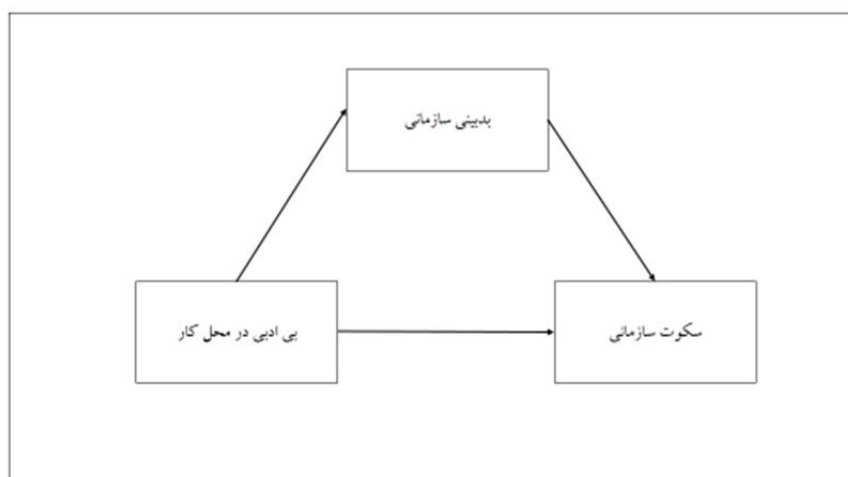 بدبینی سازمانی
بی ادبی در محل کار
سکوت سازمانی